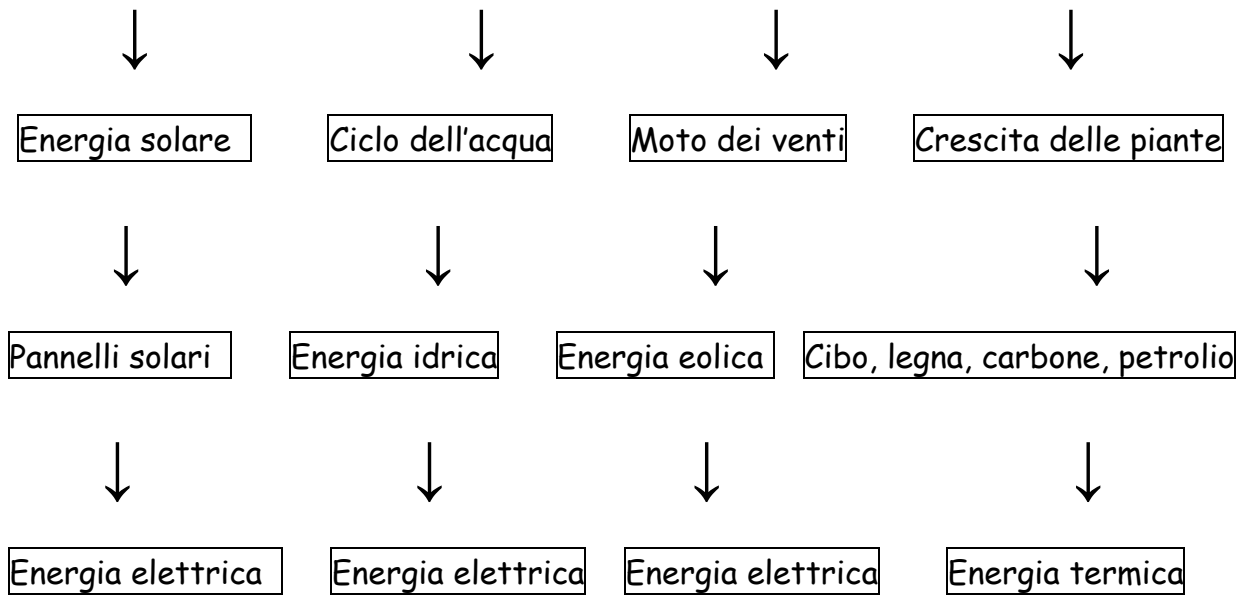 Energia solare Ciclo dell'acqua Moto dei venti Crescita delle piante
Pannelli solari Energia idrica Energia eolica Cibo, legna, carbone, petrolio
Energia elettrica Energia elettrica Energia elettrica Energia termica